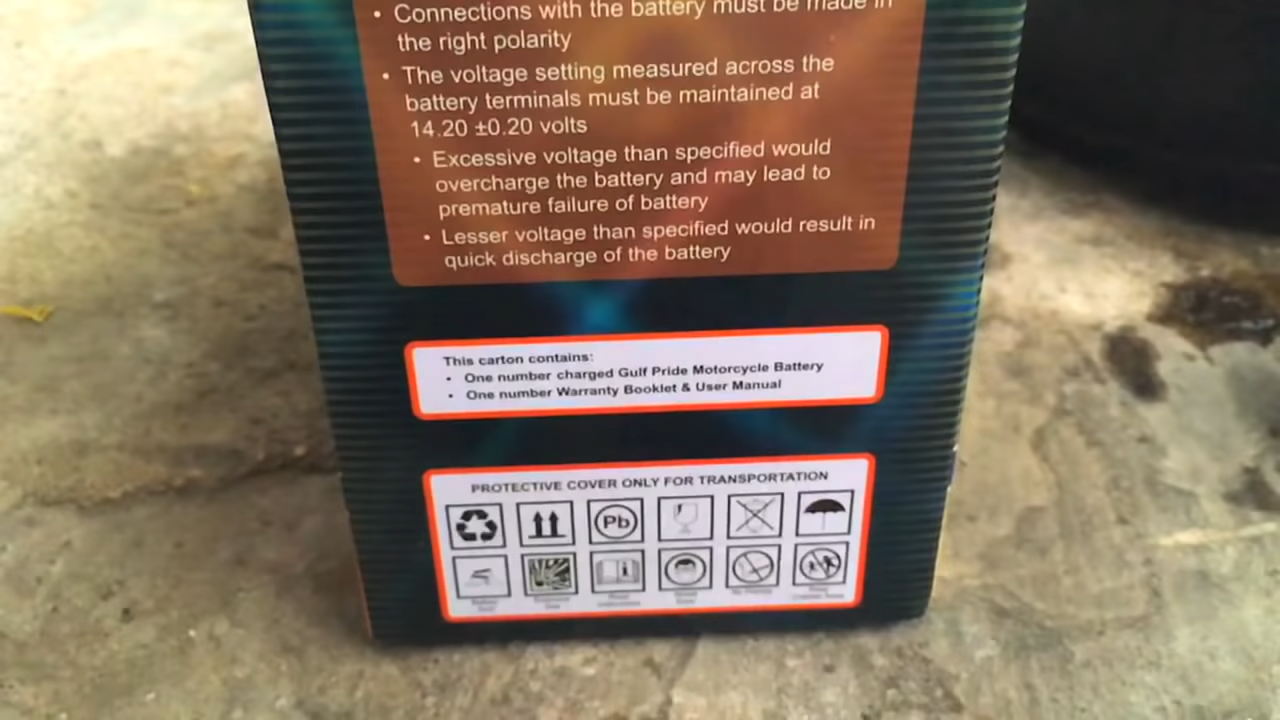 • Connections with the battery must be made in
the right polarity
• The voltage setting measured across the
battery terminals must be maintained at
14.20 ±0.20 volts
• Excessive voltage than specified would
overcharge the battery and may lead to
premature failure of battery
• Lesser voltage than specified would result in
quick discharge of the battery
This carton contains:
• One number charged Gulf Pride Motorcycle Battery
• One number Warranty Booklet & User Manual
PROTECTIVE COVER ONLY FOR TRANSPORTATION
Pb